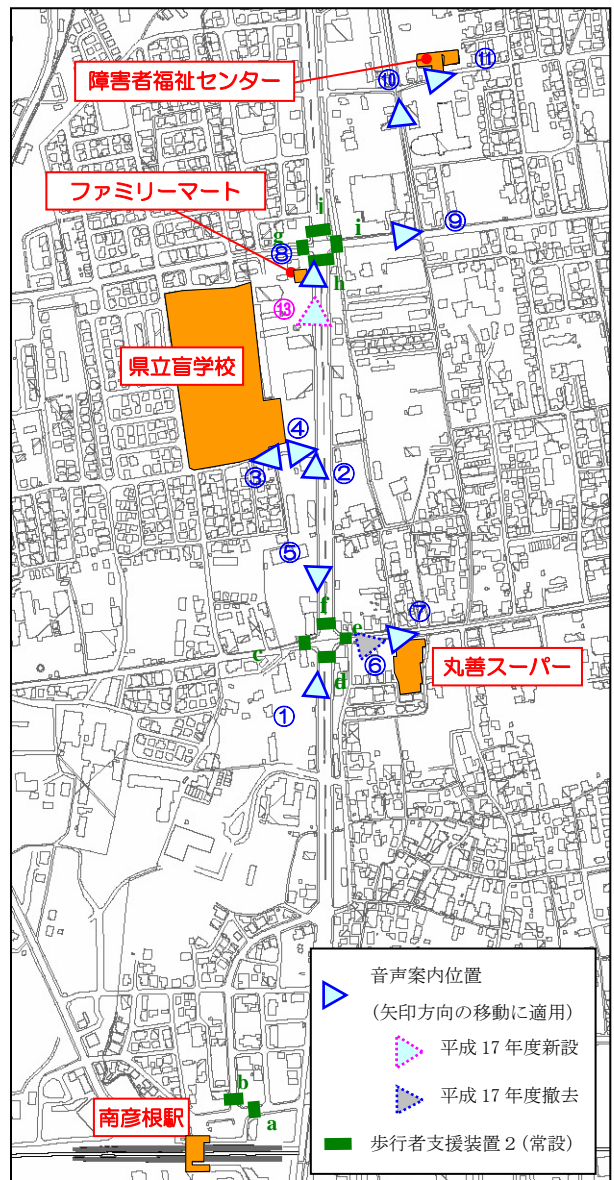 障害者福祉センター
⑪
⑩
ファミリーマート
j
i
g
⑨
⑧
h
⑬
県立盲学校
④
③
②
⑤
f
⑦
e
c
⑥
丸善スーパー
d
①
音声案内位置
(矢印方向の移動に適用)
平成 17 年度新設
平成 17 年度撤去
歩行者支援装置2 (常設)
b
a
南彦根駅